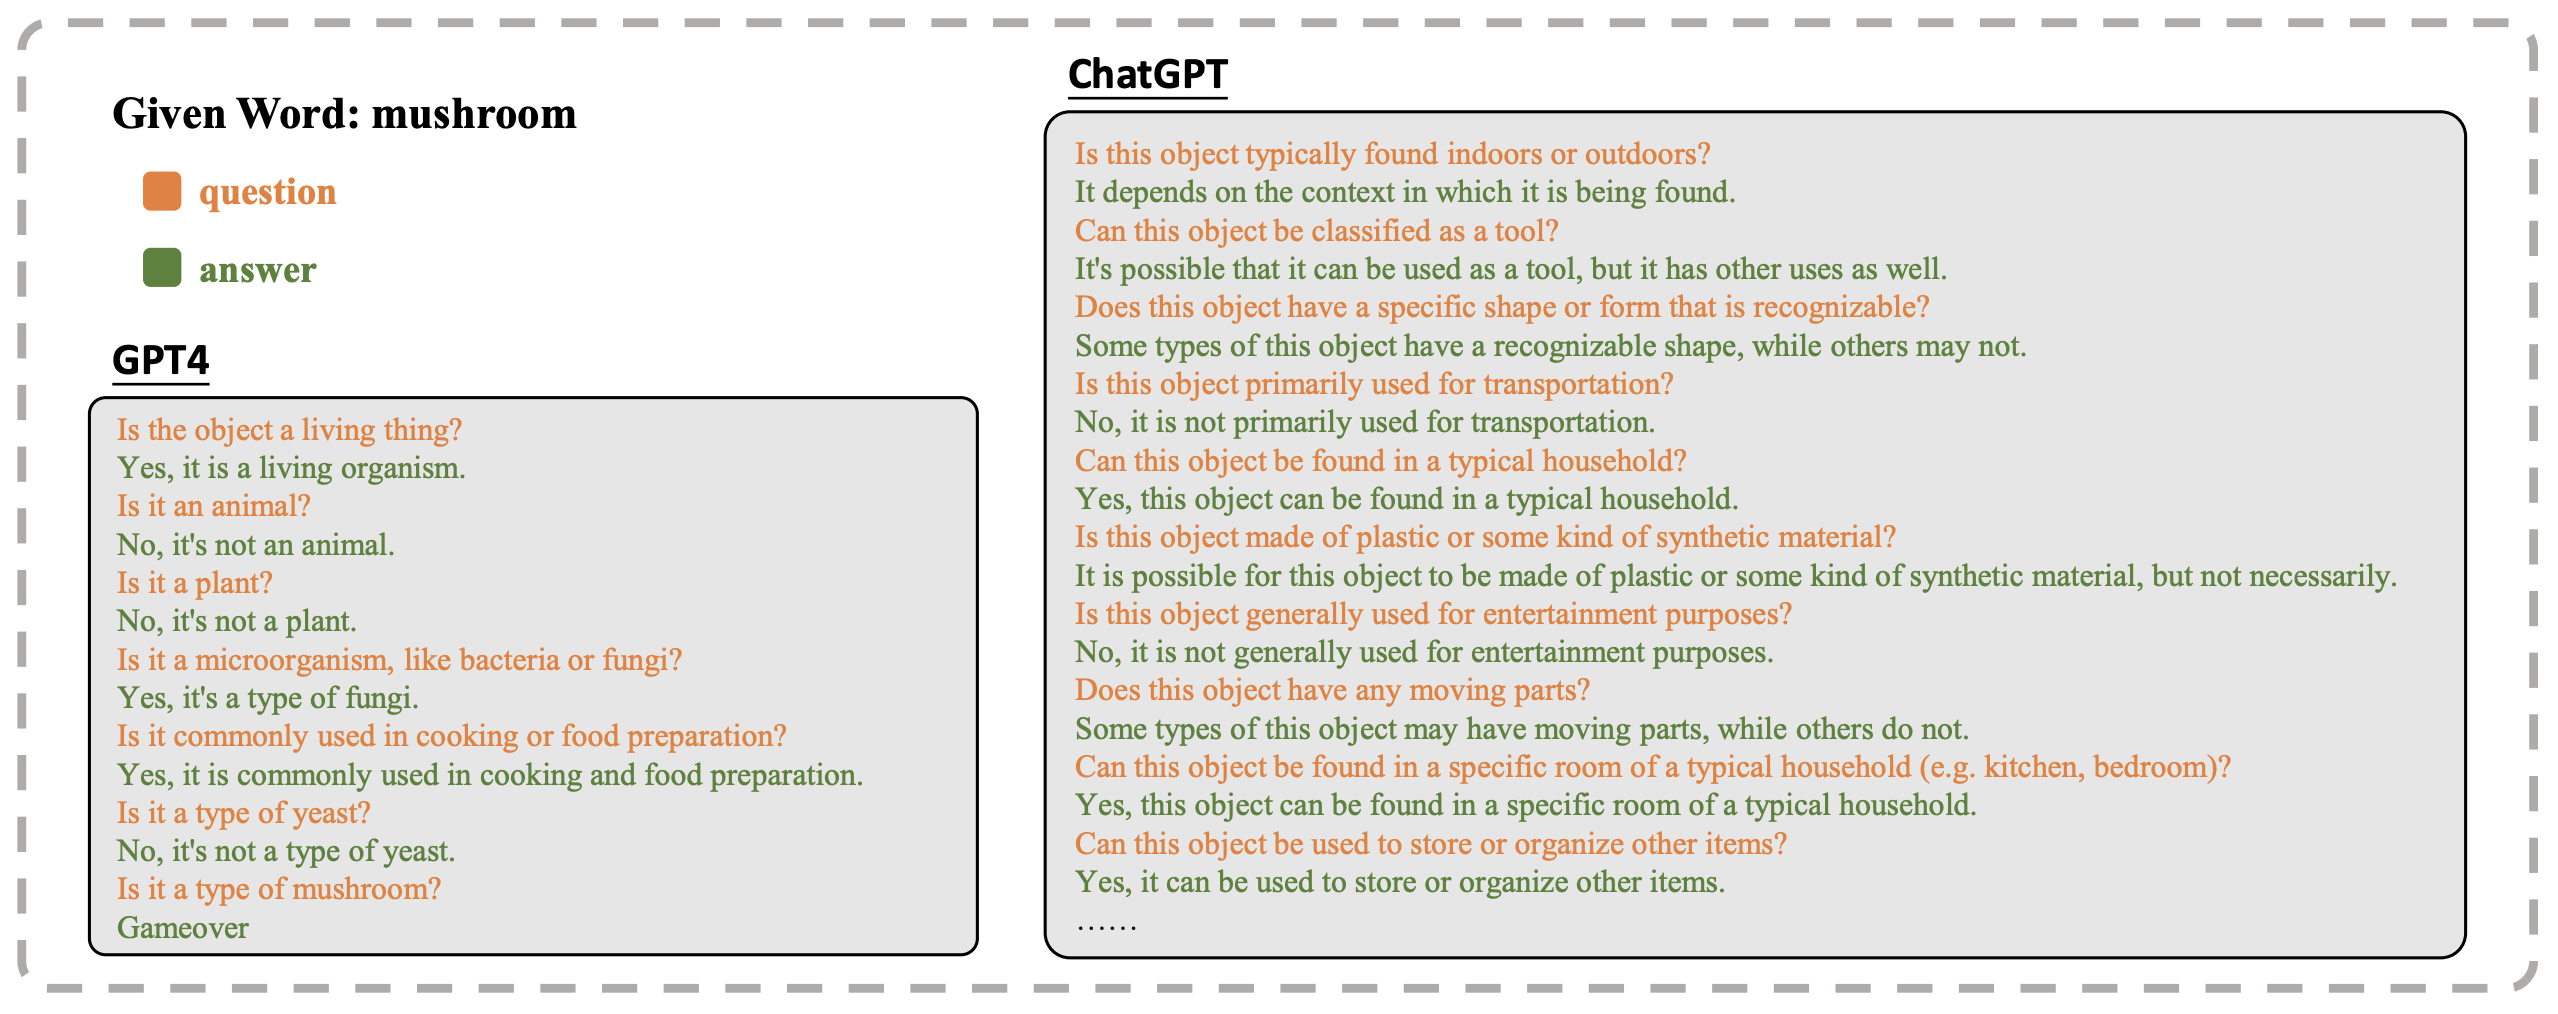 Given Word: mushroom
question
answer
GPT4
Is the object a living thing?
Yes, it is a living organism.
Is it an animal?
No, it's not an animal.
Is it a plant?
No, it's not a plant.
Is it a microorganism, like bacteria or fungi?
Yes, it's a type of fungi.
Is it commonly used in cooking or food preparation?
Yes, it is commonly used in cooking and food preparation.
Is it a type of yeast?
No, it's not a type of yeast.
Is it a type of mushroom?
Gameover
ChatGPT
Is this object typically found indoors or outdoors?
It depends on the context in which it is being found.
Can this object be classified as a tool?
It's possible that it can be used as a tool, but it has other uses as well.
Does this object have a specific shape or form that is recognizable?
Some types of this object have a recognizable shape, while others may not.
Is this object primarily used for transportation?
No, it is not primarily used for transportation.
Can this object be found in a typical household?
Yes, this object can be found in a typical household.
Is this object made of plastic or some kind of synthetic material?
It is possible for this object to be made of plastic or some kind of synthetic material, but not necessarily.
Is this object generally used for entertainment purposes?
No, it is not generally used for entertainment purposes.
Does this object have any moving parts?
Some types of this object may have moving parts, while others do not.
Can this object be found in a specific room of a typical household (e.g. kitchen, bedroom)?
Yes, this object can be found in a specific room of a typical household.
Can this object be used to store or organize other items?
Yes, it can be used to store or organize other items.
……